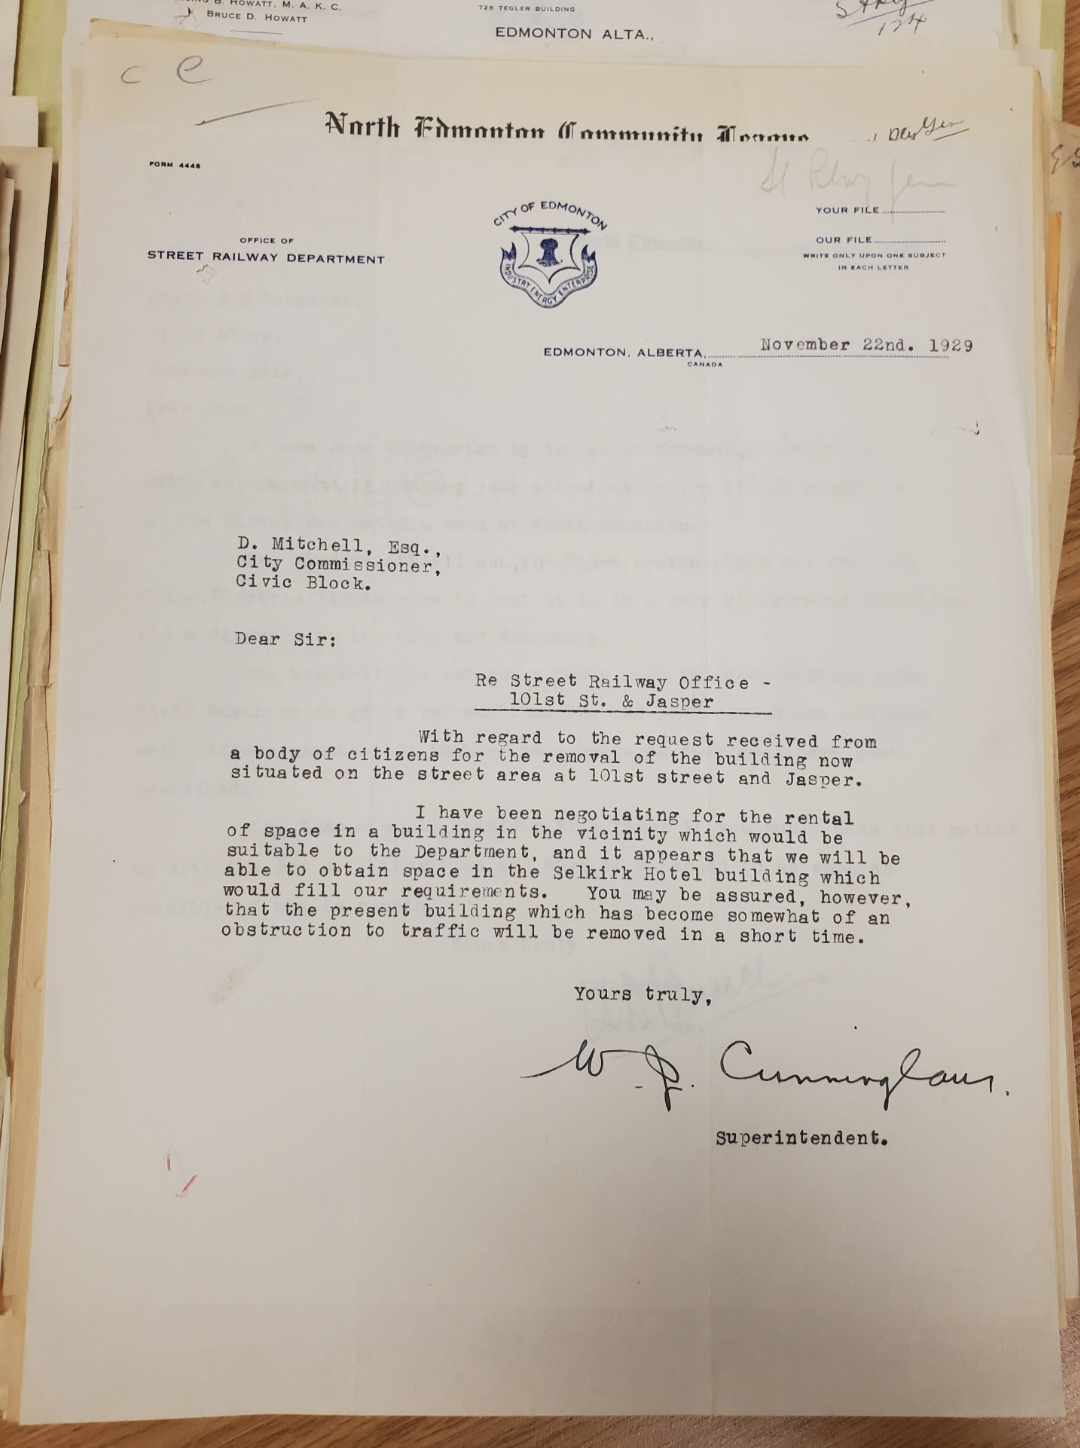 B. HOWATT, M. A. K. C.
BRUCE D. HOWATT
728 TEGLER BUILDING
EDMONTON ALTA.,
124
C e
North Edmonton Community League
FORM 4448
YOUR FILE
OFFICE OF
STREET RAILWAY DEPARTMENT
CITY OF EDMONTON
INDUSTRY ENERGY ENTERPRISE
OUR FILE
WRITE ONLY UPON ONE SUBJECT
IN EACH LETTER
EDMONTON, ALBERTA, November 22nd. 1929
CANADA
D. Mitchell, Esq.,
City Commissioner,
Civic Block.
Dear Sir:
Re Street Railway Office -
101st St. & Jasper
With regard to the request received from
a body of citizens for the removal of the building now
situated on the street area at 101st street and Jasper.
I have been negotiating for the rental
of space in a building in the vicinity which would be
suitable to the Department, and it appears that we will be
able to obtain space in the Selkirk Hotel building which
would fill our requirements. You may be assured, however,
that the present building which has become somewhat of an
obstruction to traffic will be removed in a short time.
Yours truly,
W. J. Cunningham.
Superintendent.